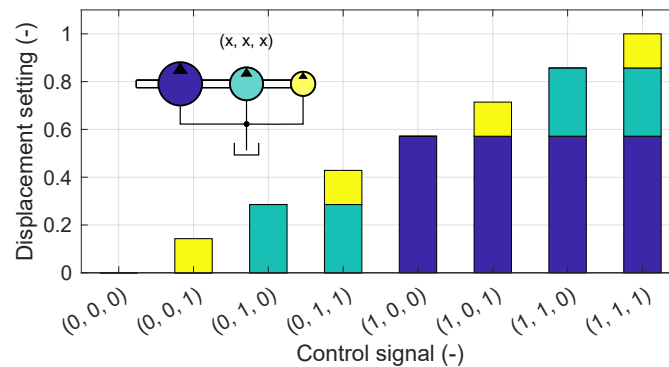 Displacement setting (-)
1
0.8
0.6
0.4
0.2
0
(x, x, x)
(0, 0, 0)
(0, 0, 1)
(0, 1, 0)
(0, 1, 1)
(1, 0, 0)
(1, 0, 1)
(1, 1, 0)
(1, 1, 1)
Control signal (-)